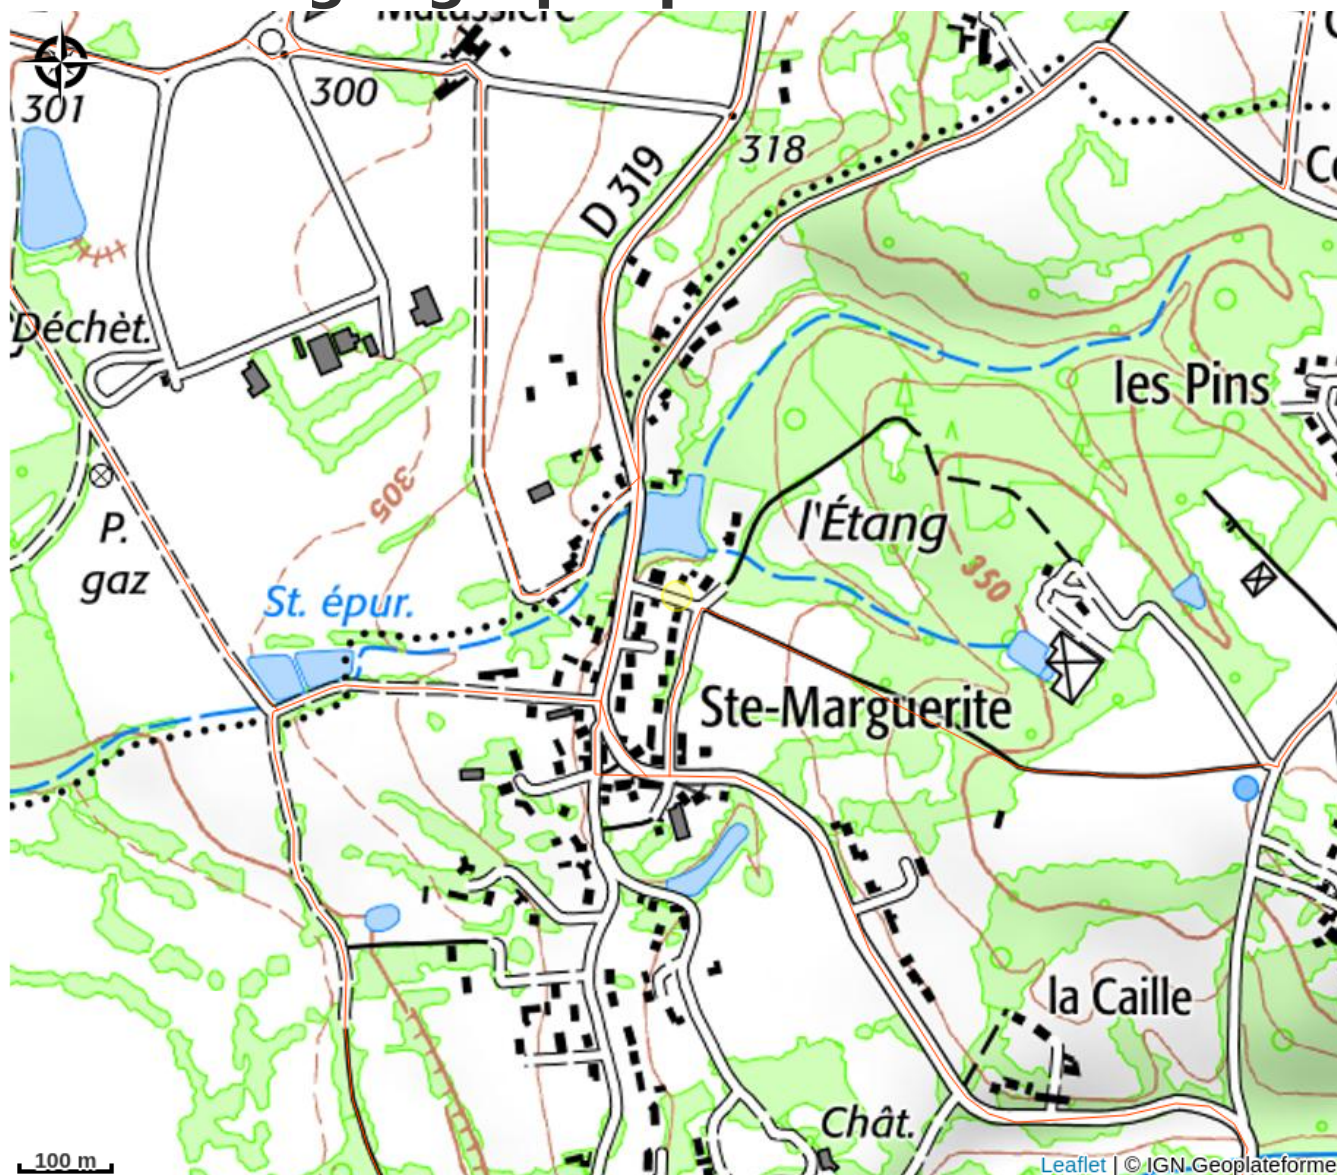 Matussière
301
300
318
D 319
Déchèt.
les Pins
305
P.
gaz
l'Étang
350
St. épur.
Ste-Marguerite
la Caille
Chât.
100 m
Leaflet | © IGN Geoplateforme